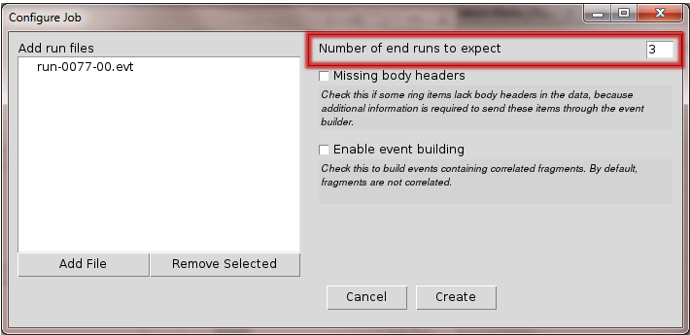 Configure Job
Add run files
run-0077-00.evt
Add File
Remove Selected
Number of end runs to expect
3
Missing body headers
Check this if some ring items lack body headers in the data, because
additional information is required to send these items through the event
builder.
Enable event building
Check this to build events containing correlated fragments. By default,
fragments are not correlated.
Cancel
Create